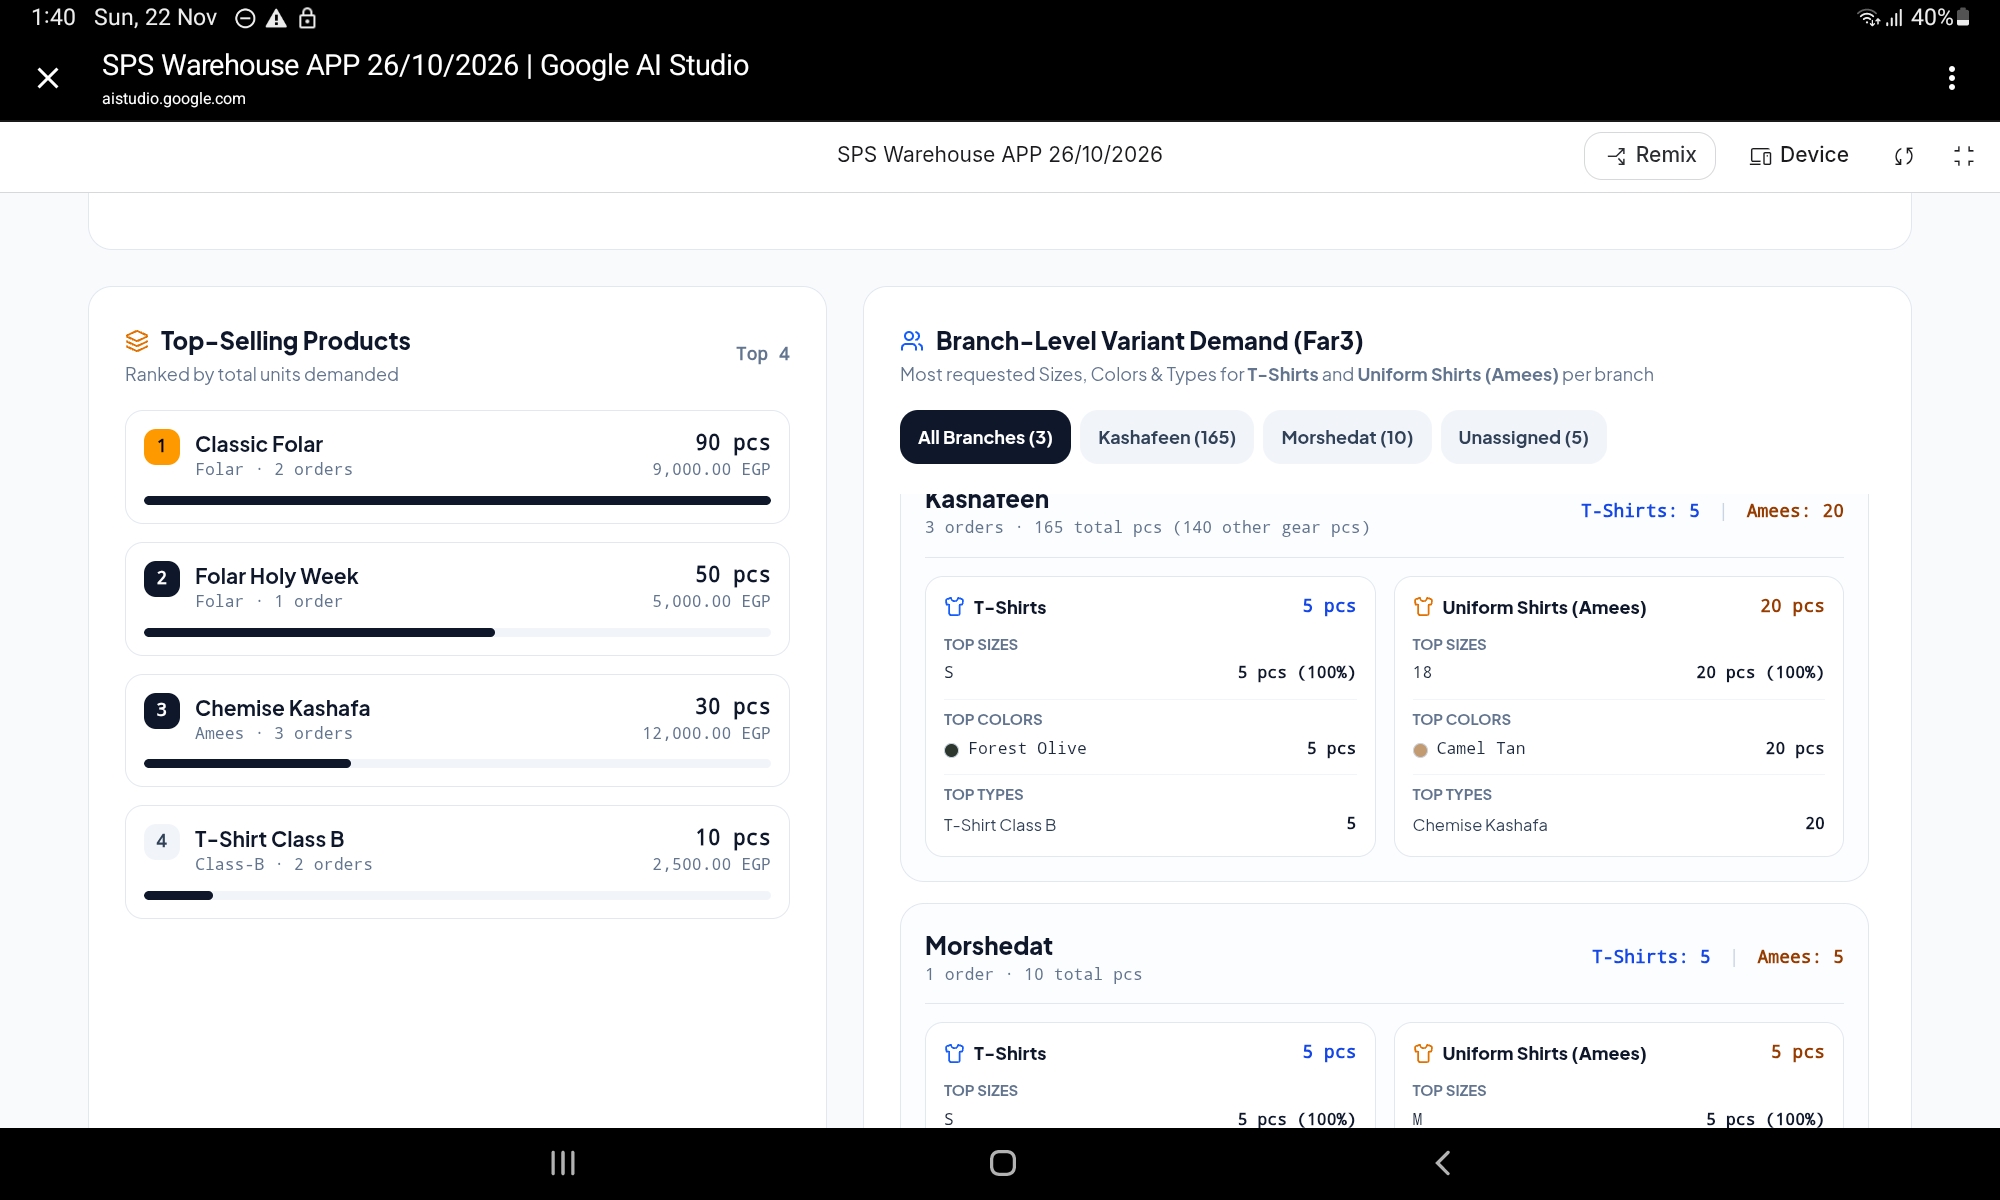 1:40 Sun, 22 Nov 40%
SPS Warehouse APP 26/10/2026 | Google AI Studio
aistudio.google.com
SPS Warehouse APP 26/10/2026
Remix
Device
Top-Selling Products
Ranked by total units demanded
Top 4
1 Classic Folar 90 pcs
Folar · 2 orders 9,000.00 EGP
2 Folar Holy Week 50 pcs
Folar · 1 order 5,000.00 EGP
3 Chemise Kashafa 30 pcs
Amees · 3 orders 12,000.00 EGP
4 T-Shirt Class B 10 pcs
Class-B · 2 orders 2,500.00 EGP
Branch-Level Variant Demand (Far3)
Most requested Sizes, Colors & Types for T-Shirts and Uniform Shirts (Amees) per branch
All Branches (3) Kashafeen (165) Morshedat (10) Unassigned (5)
Kashafeen
3 orders · 165 total pcs (140 other gear pcs)
T-Shirts: 5 | Amees: 20
T-Shirts 5 pcs
TOP SIZES
S 5 pcs (100%)
TOP COLORS
Forest Olive 5 pcs
TOP TYPES
T-Shirt Class B 5
Uniform Shirts (Amees) 20 pcs
TOP SIZES
18 20 pcs (100%)
TOP COLORS
Camel Tan 20 pcs
TOP TYPES
Chemise Kashafa 20
Morshedat
1 order · 10 total pcs
T-Shirts: 5 | Amees: 5
T-Shirts 5 pcs
TOP SIZES
S 5 pcs (100%)
Uniform Shirts (Amees) 5 pcs
TOP SIZES
M 5 pcs (100%)